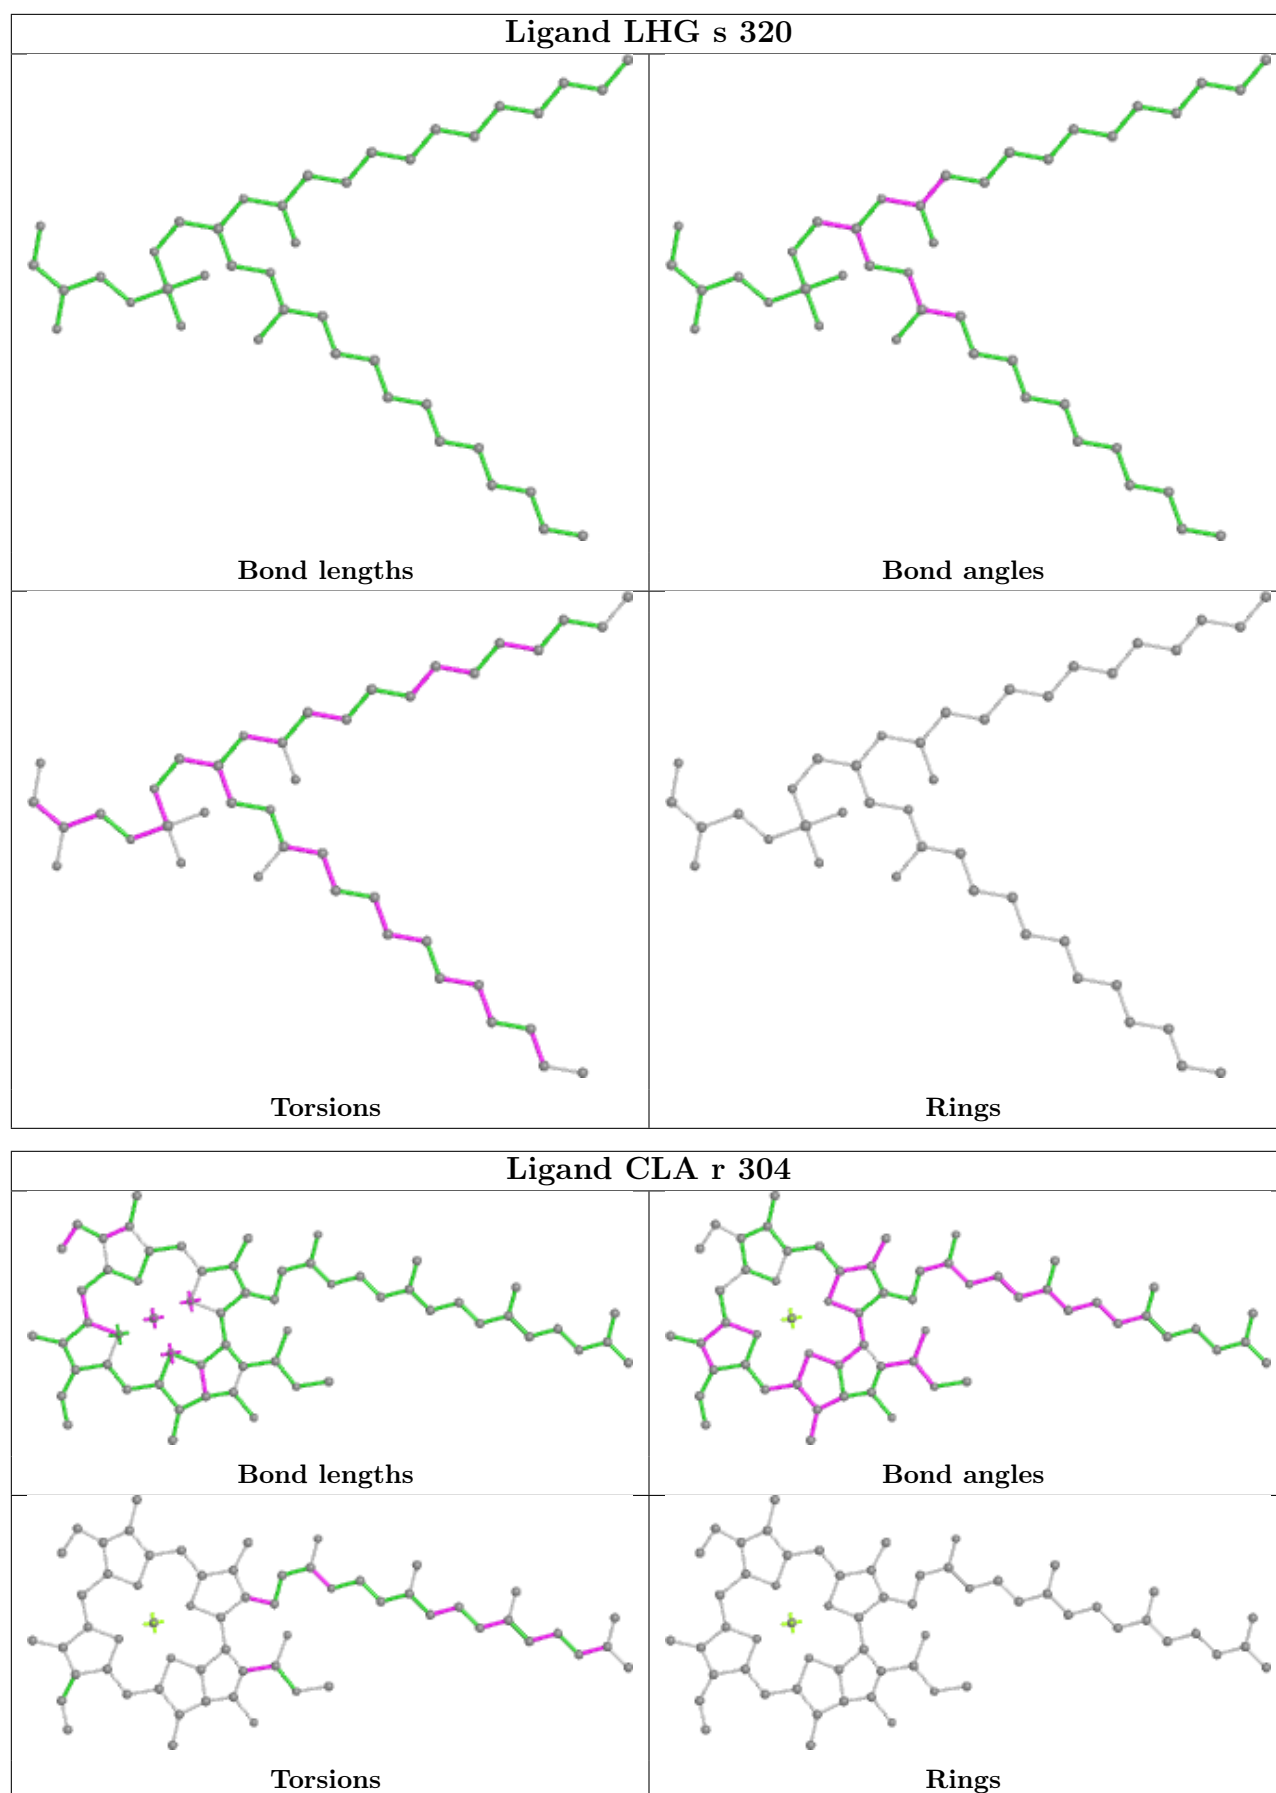 Ligand LHG s 320
Bond lengths
Bond angles
Torsions
Rings
Ligand CLA r 304
Bond lengths
Bond angles
Torsions
Rings